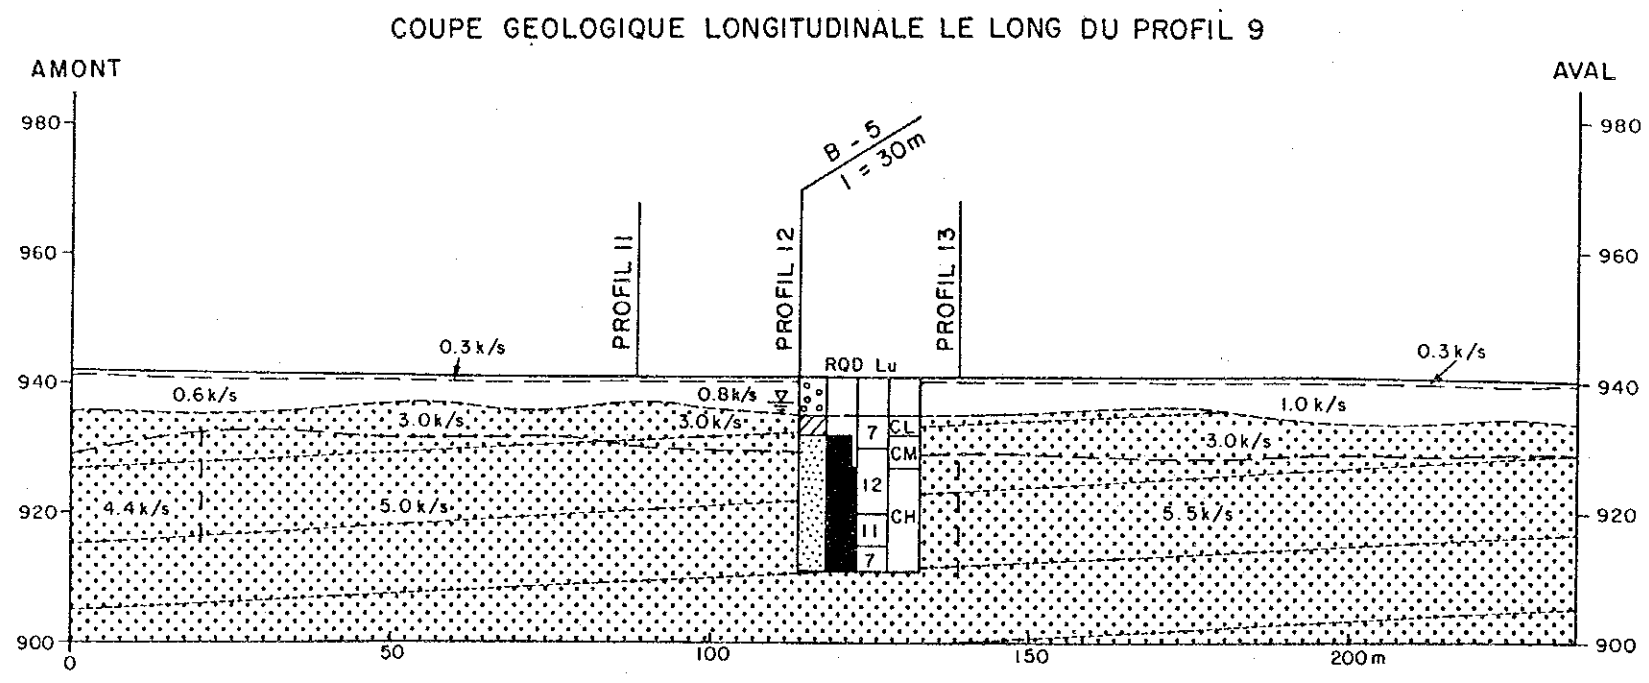 COUPE GEOLOGIQUE LONGITUDINALE LE LONG DU PROFIL 9
AMONT
AVAL
980
980
B - 5
l = 30m
960
960
PROFIL 11
PROFIL 12
PROFIL 13
0.3 k/s
RQD Lu
0.3 k/s
940
940
0.6 k/s
0.8 k/s
1.0 k/s
3.0 k/s
3.0 k/s
7
CL
3.0 k/s
CM
4.4 k/s
5.0 k/s
12
CH
5.5 k/s
920
920
11
7
900
900
0
50
100
150
200 m